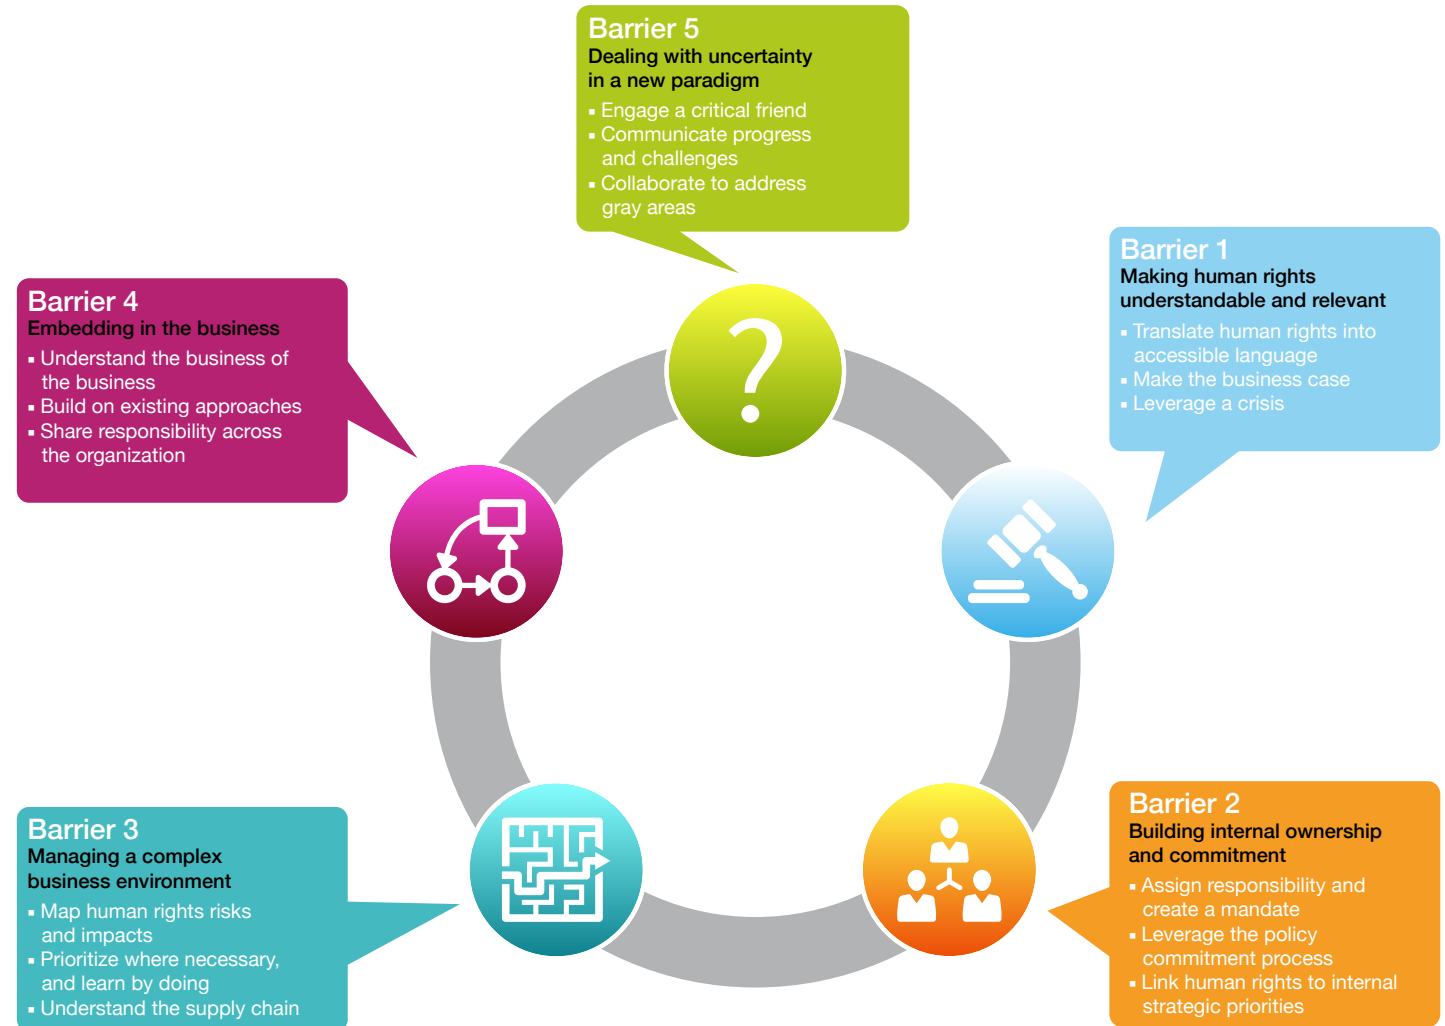 Barrier 5
Dealing with uncertainty
in a new paradigm
▪ Engage a critical friend
▪ Communicate progress
and challenges
▪ Collaborate to address
gray areas
Barrier 1
Making human rights
understandable and relevant
▪ Translate human rights into
accessible language
▪ Make the business case
▪ Leverage a crisis
Barrier 4
Embedding in the business
▪ Understand the business of
the business
▪ Build on existing approaches
▪ Share responsibility across
the organization
?
Barrier 2
Building internal ownership
and commitment
▪ Assign responsibility and
create a mandate
▪ Leverage the policy
commitment process
▪ Link human rights to internal
strategic priorities
Barrier 3
Managing a complex
business environment
▪ Map human rights risks
and impacts
▪ Prioritize where necessary,
and learn by doing
▪ Understand the supply chain